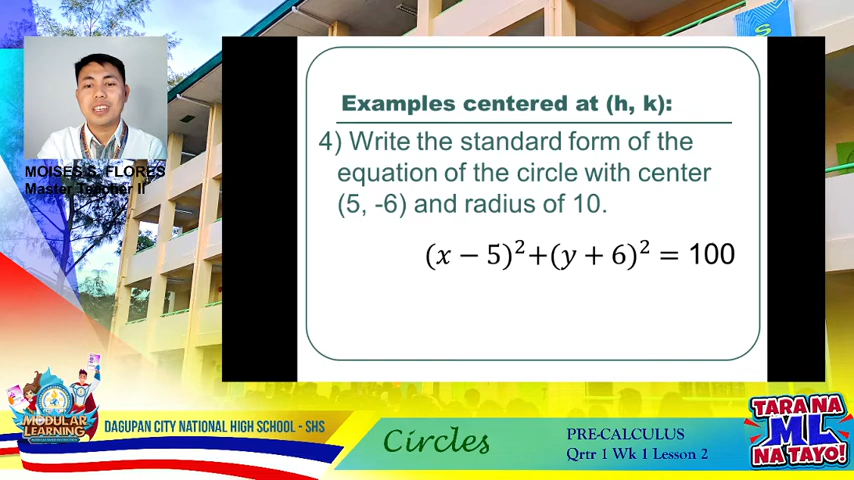 MOISES S. FLORES
Master Teacher II
Examples centered at (h, k):
4) Write the standard form of the
equation of the circle with center
(5, -6) and radius of 10.
(x − 5)²+(y + 6)² = 100
MODULAR
LEARNING
DAGUPAN CITY NATIONAL HIGH SCHOOL - SHS
Circles
PRE-CALCULUS
Qrtr 1 Wk 1 Lesson 2
TARA NA
ML
NA TAYO!